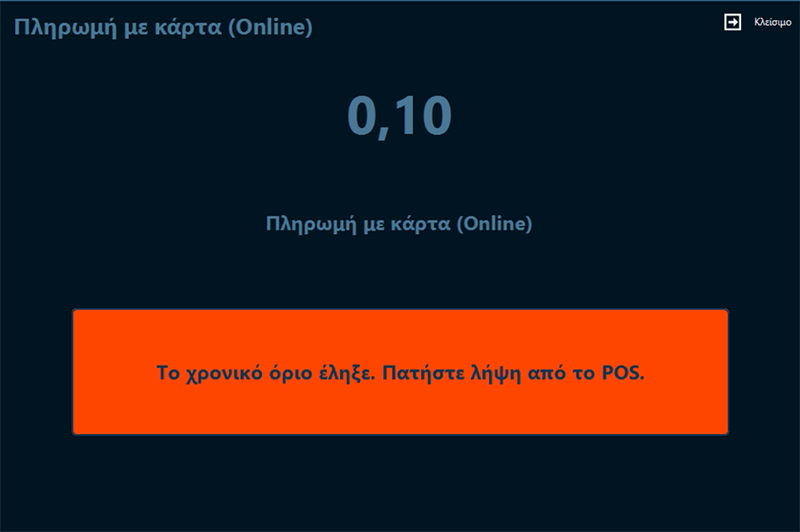 Πληρωμή με κάρτα (Online)
Κλείσιμο
0,10
Πληρωμή με κάρτα (Online)
Το χρονικό όριο έληξε. Πατήστε λήψη από το POS.